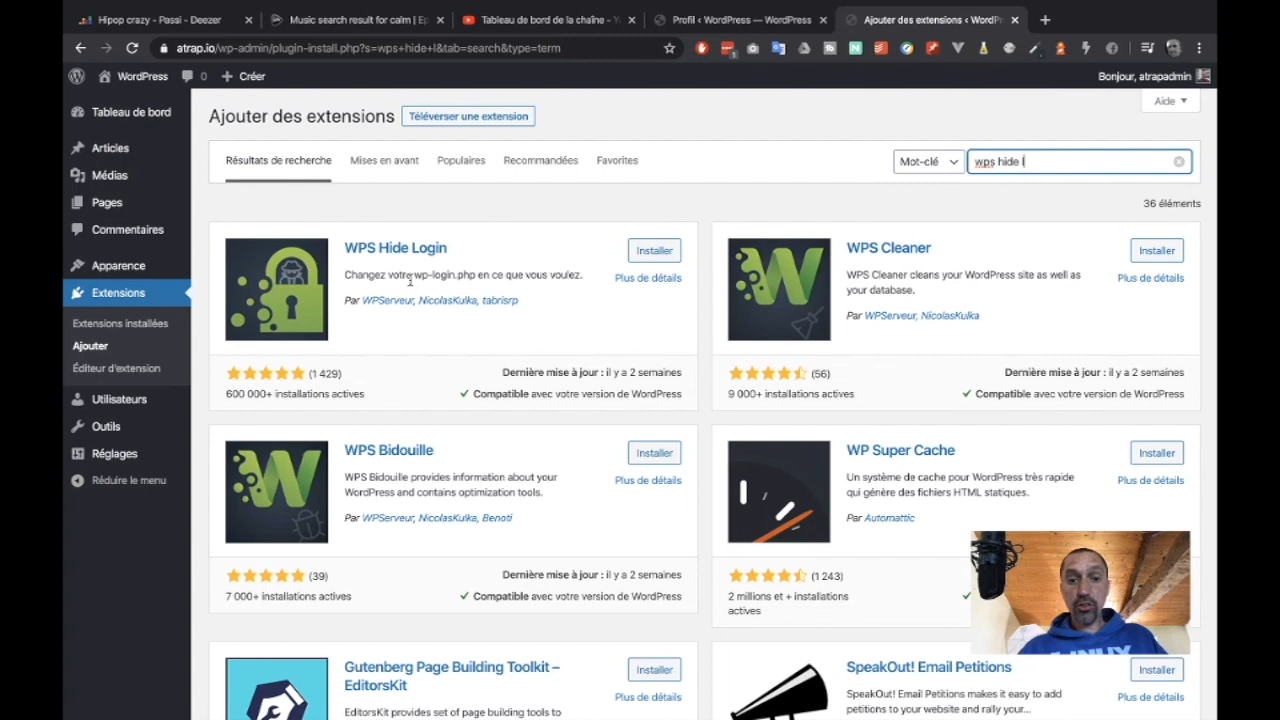 Hipop crazy - Passi - Deezer
Music search result for calm | Ep
Tableau de bord de la chaîne - Y
Profil ‹ WordPress — WordPress
Ajouter des extensions ‹ WordPr
atrap.io/wp-admin/plugin-install.php?s=wps+hide+l&tab=search&type=term
WordPress
0
Créer
Bonjour, atrapadmin
Tableau de bord
Articles
Médias
Pages
Commentaires
Apparence
Extensions
Extensions installées
Ajouter
Éditeur d'extension
Utilisateurs
Outils
Réglages
Réduire le menu
Aide
Ajouter des extensions
Téléverser une extension
Résultats de recherche
Mises en avant
Populaires
Recommandées
Favorites
Mot-clé
wps hide l
36 éléments
WPS Hide Login
Installer
Changez votre wp-login.php en ce que vous voulez.
Plus de détails
Par WPServeur, NicolasKulka, tabrisrp
(1 429)
Dernière mise à jour : il y a 2 semaines
600 000+ installations actives
Compatible avec votre version de WordPress
WPS Cleaner
Installer
WPS Cleaner cleans your WordPress site as well as
your database.
Plus de détails
Par WPServeur, NicolasKulka
(56)
Dernière mise à jour : il y a 2 semaines
9 000+ installations actives
Compatible avec votre version de WordPress
WPS Bidouille
Installer
WPS Bidouille provides information about your
WordPress and contains optimization tools.
Plus de détails
Par WPServeur, NicolasKulka, Benoti
(39)
Dernière mise à jour : il y a 2 semaines
7 000+ installations actives
Compatible avec votre version de WordPress
WP Super Cache
Installer
Un système de cache pour WordPress très rapide
qui génère des fichiers HTML statiques.
Plus de détails
Par Automattic
(1 243)
2 millions et + installations
actives
Gutenberg Page Building Toolkit –
EditorsKit
Installer
Plus de détails
EditorsKit provides set of page building tools to
SpeakOut! Email Petitions
Installer
SpeakOut! Email Petitions makes it easy to add
petitions to your website and rally your...
Plus de détails